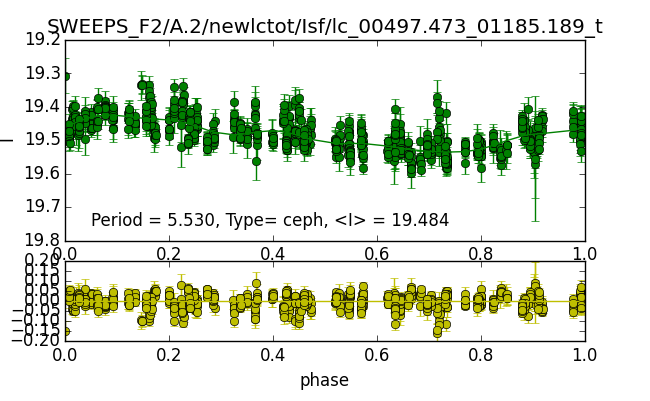 SWEEPS_F2/A.2/newlctot/Isf/lc_00497.473_01185.189_t
19.2
19.3
19.4
I
19.5
19.6
19.7
Period = 5.530, Type= ceph, <I> = 19.484
19.8
0.0 0.2 0.4 0.6 0.8 1.0
0.20
0.15
0.10
0.05
0.00
−0.05
−0.10
−0.15
−0.20
0.0 0.2 0.4 0.6 0.8 1.0
phase